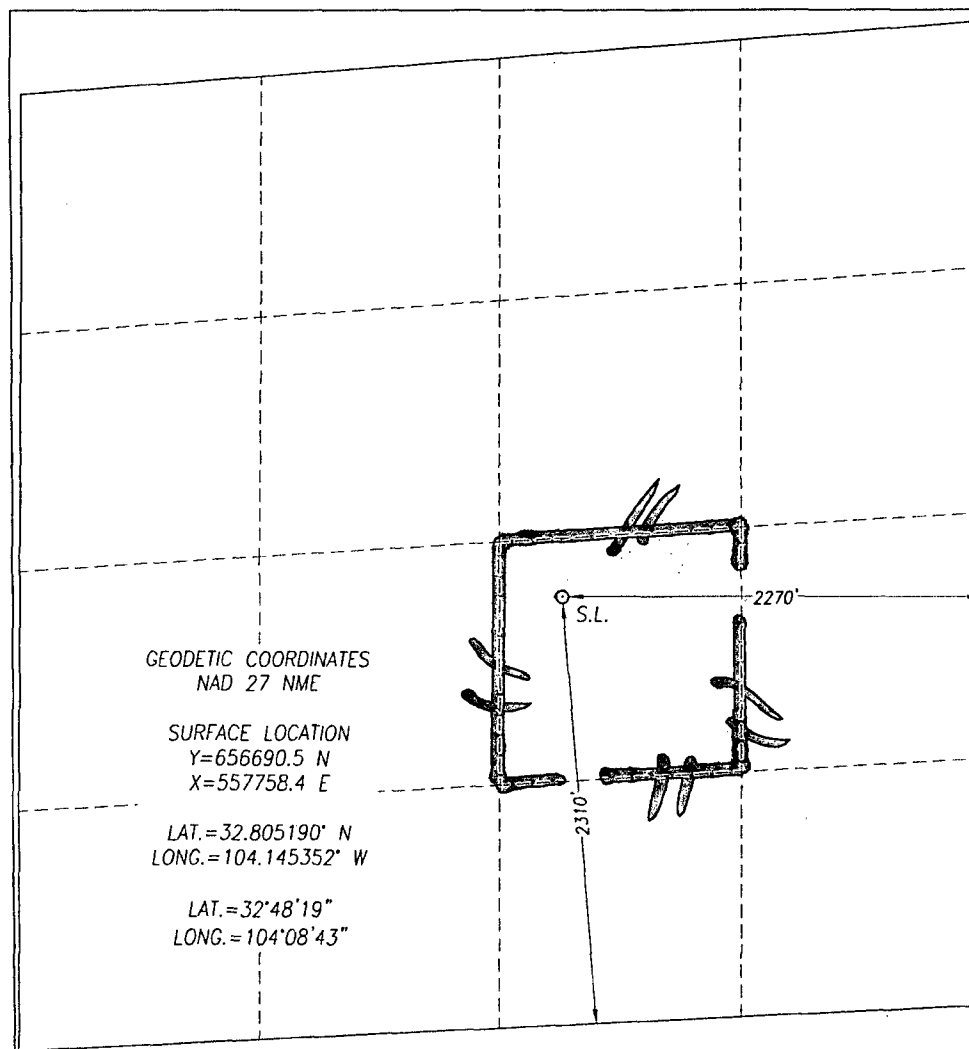 2270'
S.L.
GEODETIC COORDINATES
NAD 27 NME
SURFACE LOCATION
Y=656690.5 N
X=557758.4 E
2310'
LAT.=32.805190° N
LONG.=104.145352° W
LAT.=32°48'19"
LONG.=104°08'43"